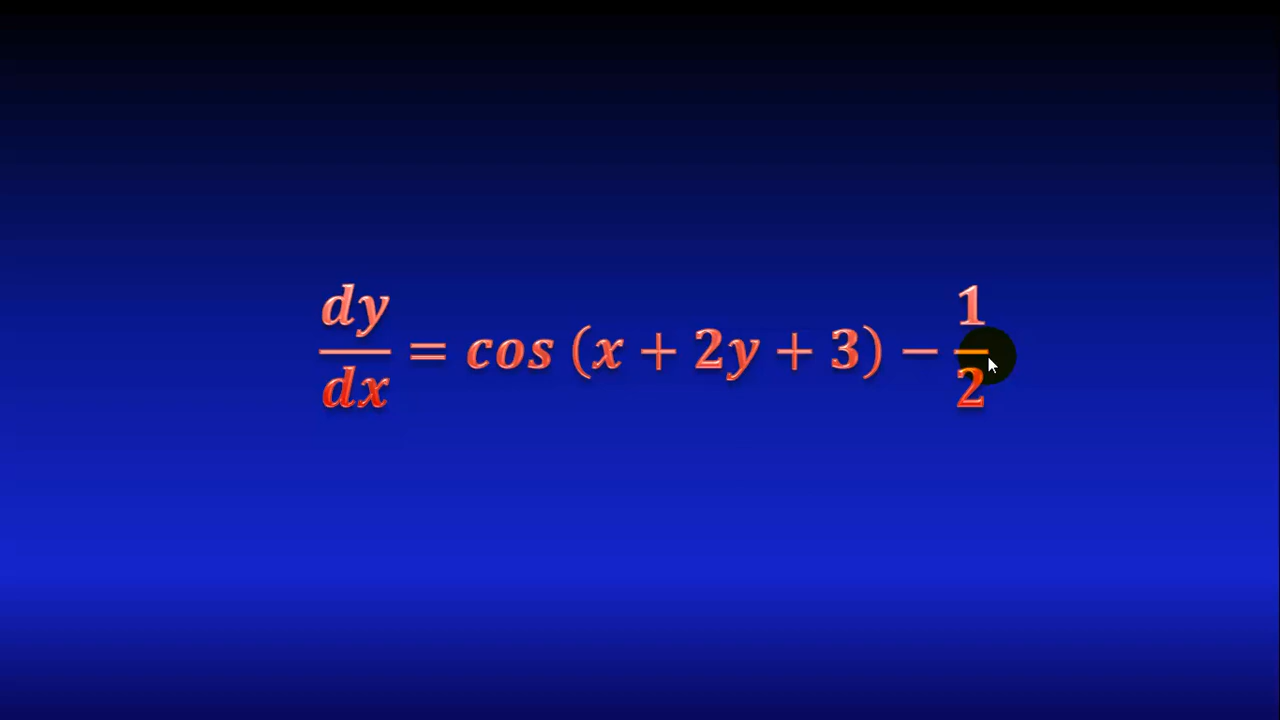 dy/dx = cos (x + 2y + 3) − 1/2